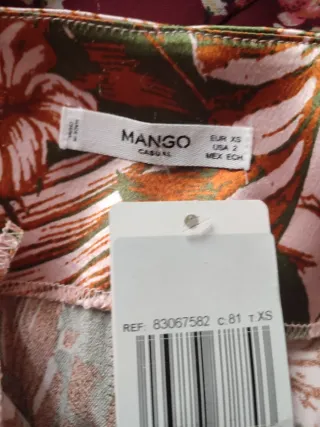 MANGO
CASUAL
EUR XS
USA 2
MEX ECH
REF: 83067582 C: 81 T: XS